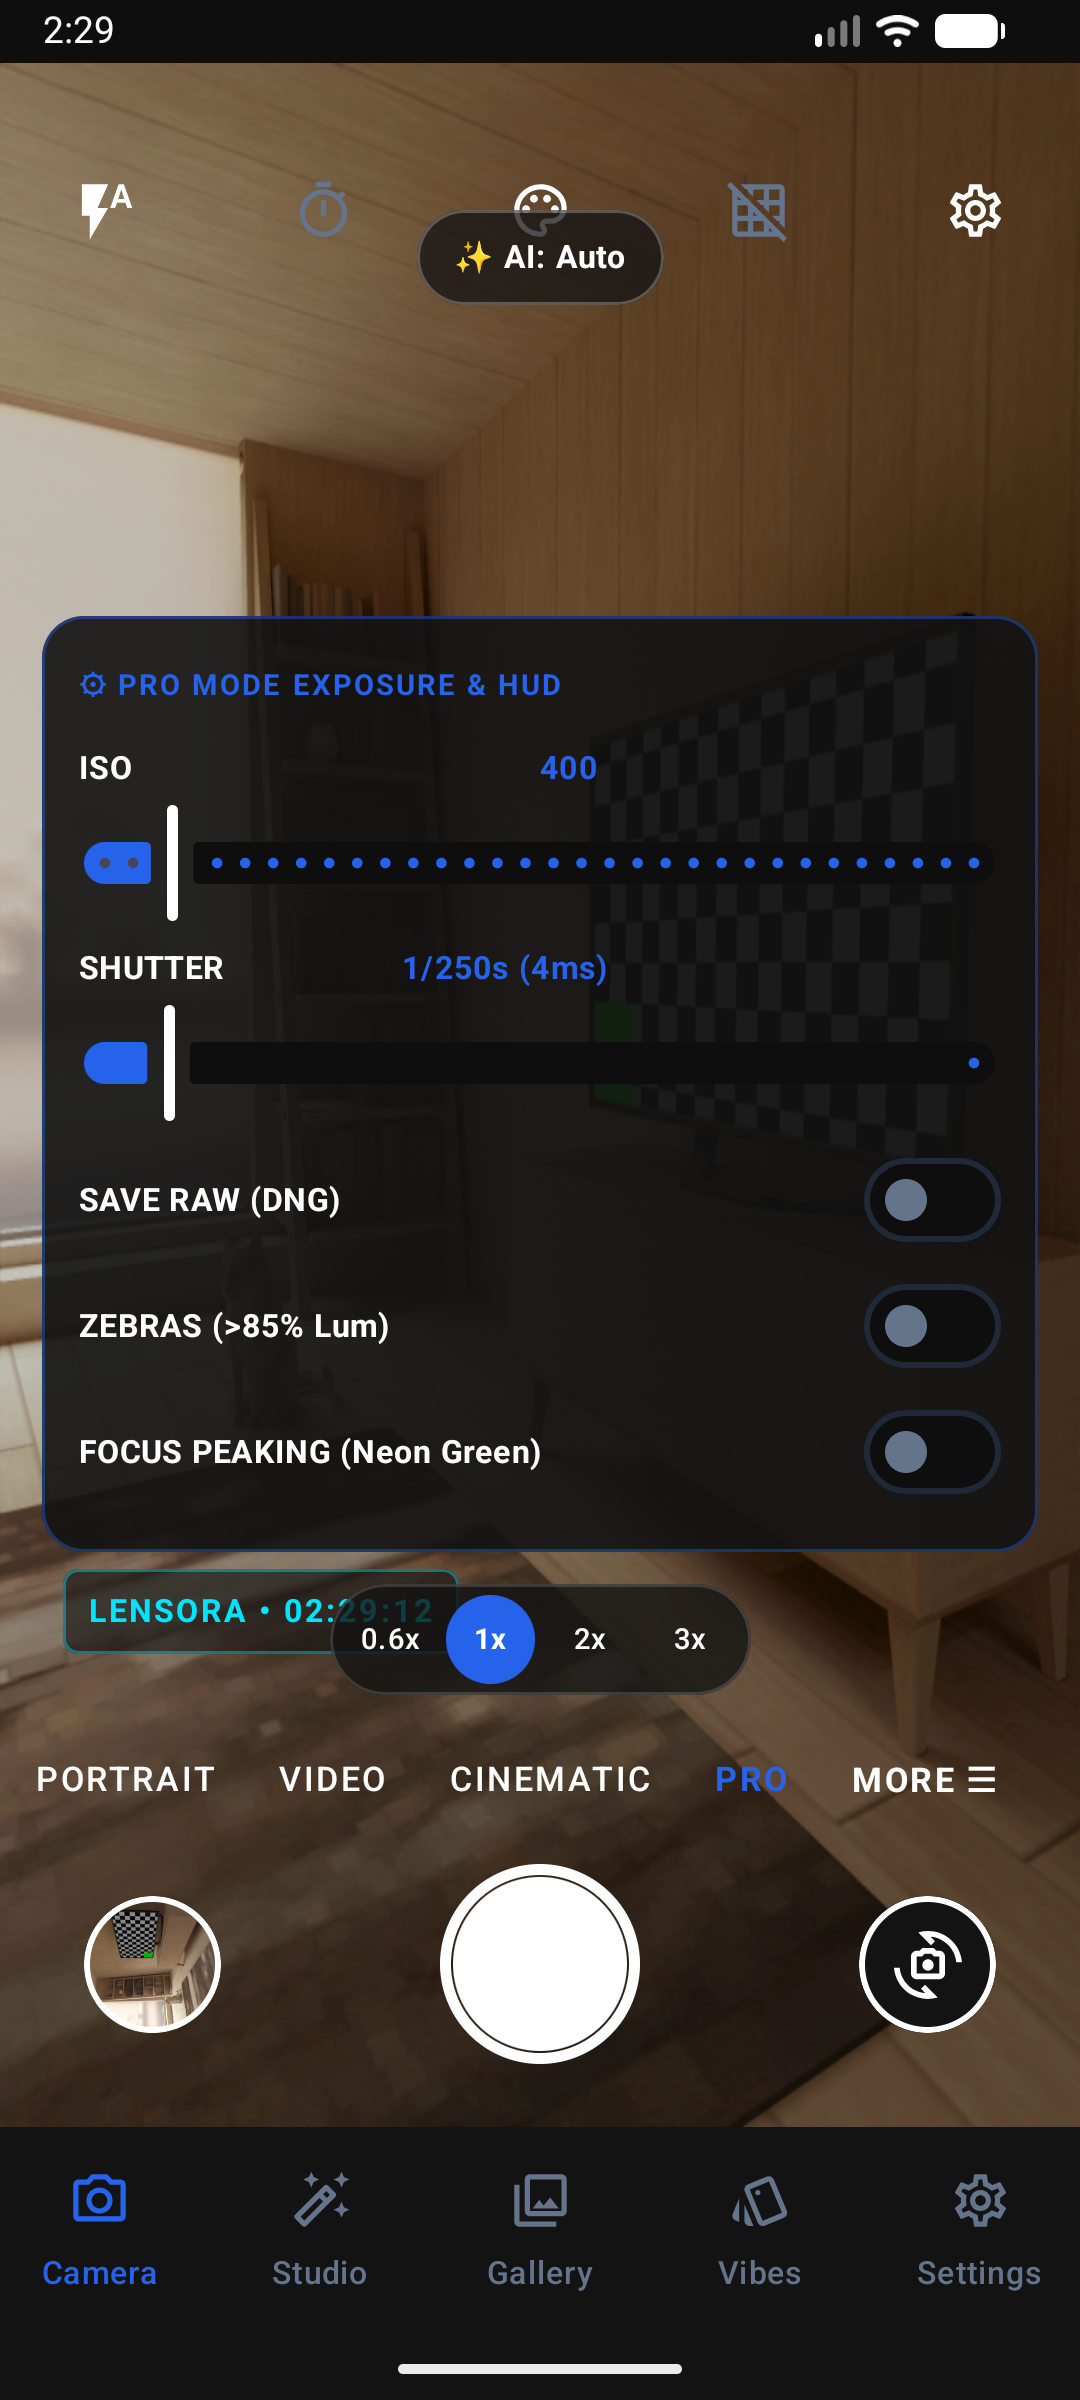 2:29
A
✨ AI: Auto
PRO MODE EXPOSURE & HUD
ISO 400
SHUTTER 1/250s (4ms)
SAVE RAW (DNG)
ZEBRAS (>85% Lum)
FOCUS PEAKING (Neon Green)
LENSORA • 02:29:12
0.6x 1x 2x 3x
PORTRAIT VIDEO CINEMATIC PRO MORE ☰
Camera Studio Gallery Vibes Settings